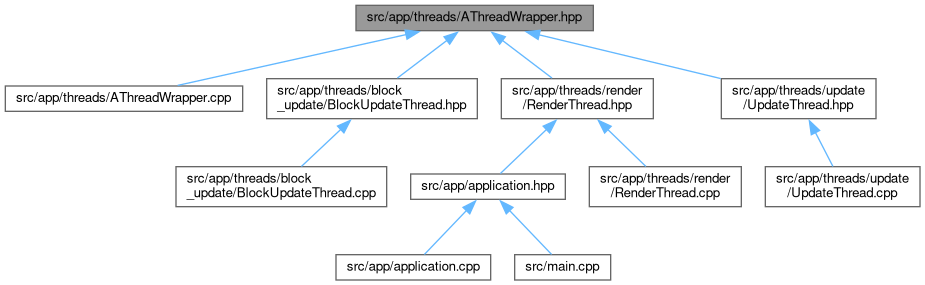 src/app/threads/AThreadWrapper.hpp
src/app/threads/AThreadWrapper.cpp
src/app/threads/block
_update/BlockUpdateThread.hpp
src/app/threads/render
/RenderThread.hpp
src/app/threads/update
/UpdateThread.hpp
src/app/threads/block
_update/BlockUpdateThread.cpp
src/app/application.hpp
src/app/threads/render
/RenderThread.cpp
src/app/threads/update
/UpdateThread.cpp
src/app/application.cpp
src/main.cpp